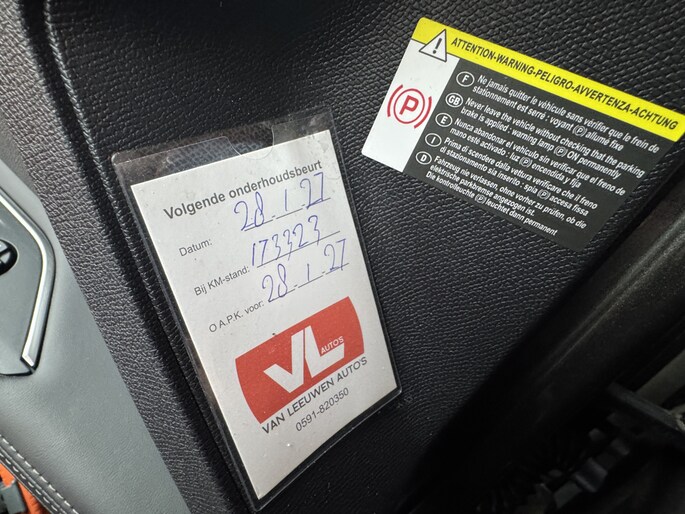 Volgende onderhoudsbeurt
Datum: 28.1.27
Bij KM-stand: 173323
O A.P.K. voor: 28.1.27
VL
AUTO'S
VAN LEEUWEN AUTO'S
0591-820350
ATTENTION-WARNING-PELIGRO-AVVERTENZA-ACHTUNG
(P)
F Ne jamais quitter le véhicule sans vérifier que le frein de
stationnement est serré : voyant (P) allumé fixe
GB Never leave the vehicle without checking that the parking
brake is applied : warning lamp (P) ON permanently
E Nunca abandonar el vehículo sin verificar que el freno de
mano esté activado : luz (P) encendida y fija
I Prima di scendere dalla vettura verificare che il freno
di stazionamento sia inserito : spia (P) accesa fissa
D Fahrzeug nie verlassen, ohne vorher zu prüfen, ob die
elektrische parkbremse angezogen ist.
Die kontrolleuchte (P) leuchtet dann permanent